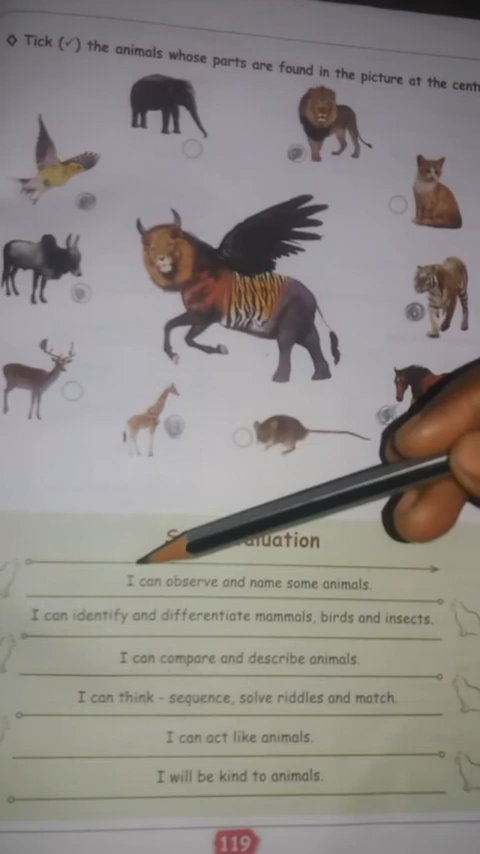 ◇ Tick (✓) the animals whose parts are found in the picture at the
I can observe and name some animals.
I can identify and differentiate mammals, birds and insects.
I can compare and describe animals.
I can think - sequence, solve riddles and match.
I can act like animals.
I will be kind to animals.
119